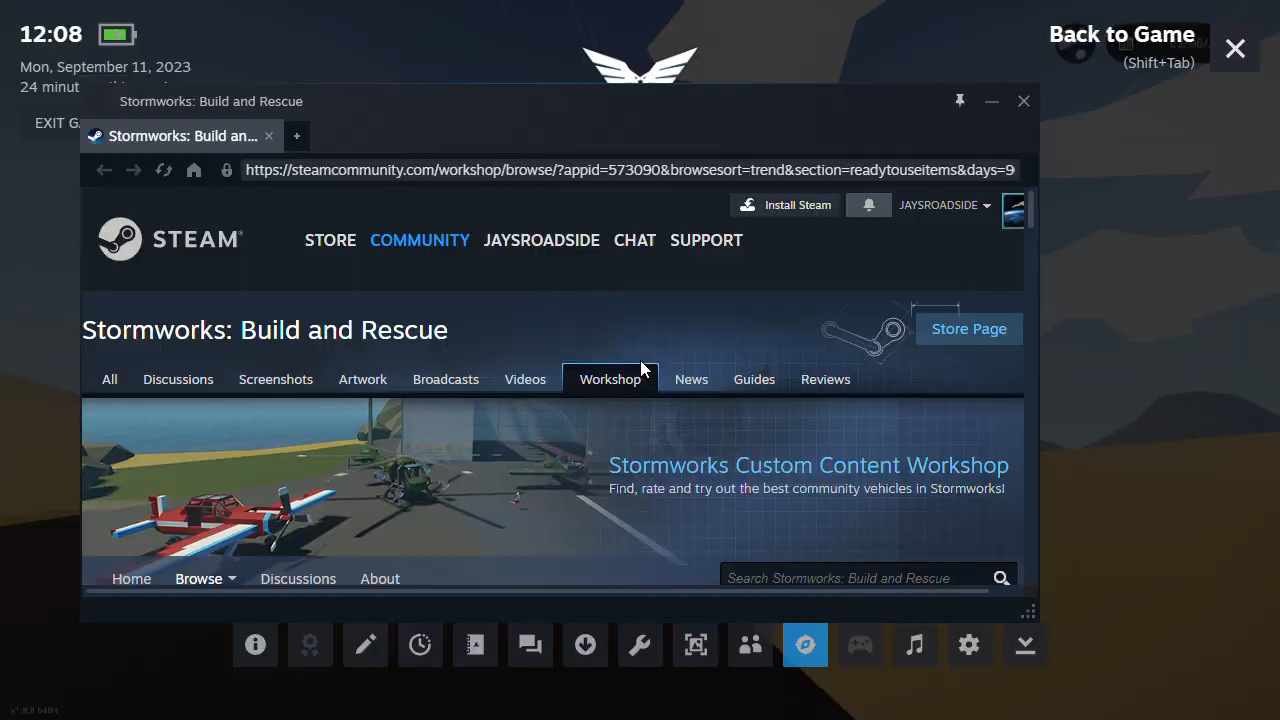 12:08
Back to Game
(Shift+Tab)
Mon, September 11, 2023
24 minut
EXIT G
Stormworks: Build and Rescue
Stormworks: Build an...
https://steamcommunity.com/workshop/browse/?appid=573090&browsesort=trend&section=readytouseitems&days=9
Install Steam
JAYSROADSIDE
STEAM
STORE COMMUNITY JAYSROADSIDE CHAT SUPPORT
Stormworks: Build and Rescue
Store Page
All Discussions Screenshots Artwork Broadcasts Videos Workshop News Guides Reviews
Stormworks Custom Content Workshop
Find, rate and try out the best community vehicles in Stormworks!
Home Browse Discussions About
Search Stormworks: Build and Rescue